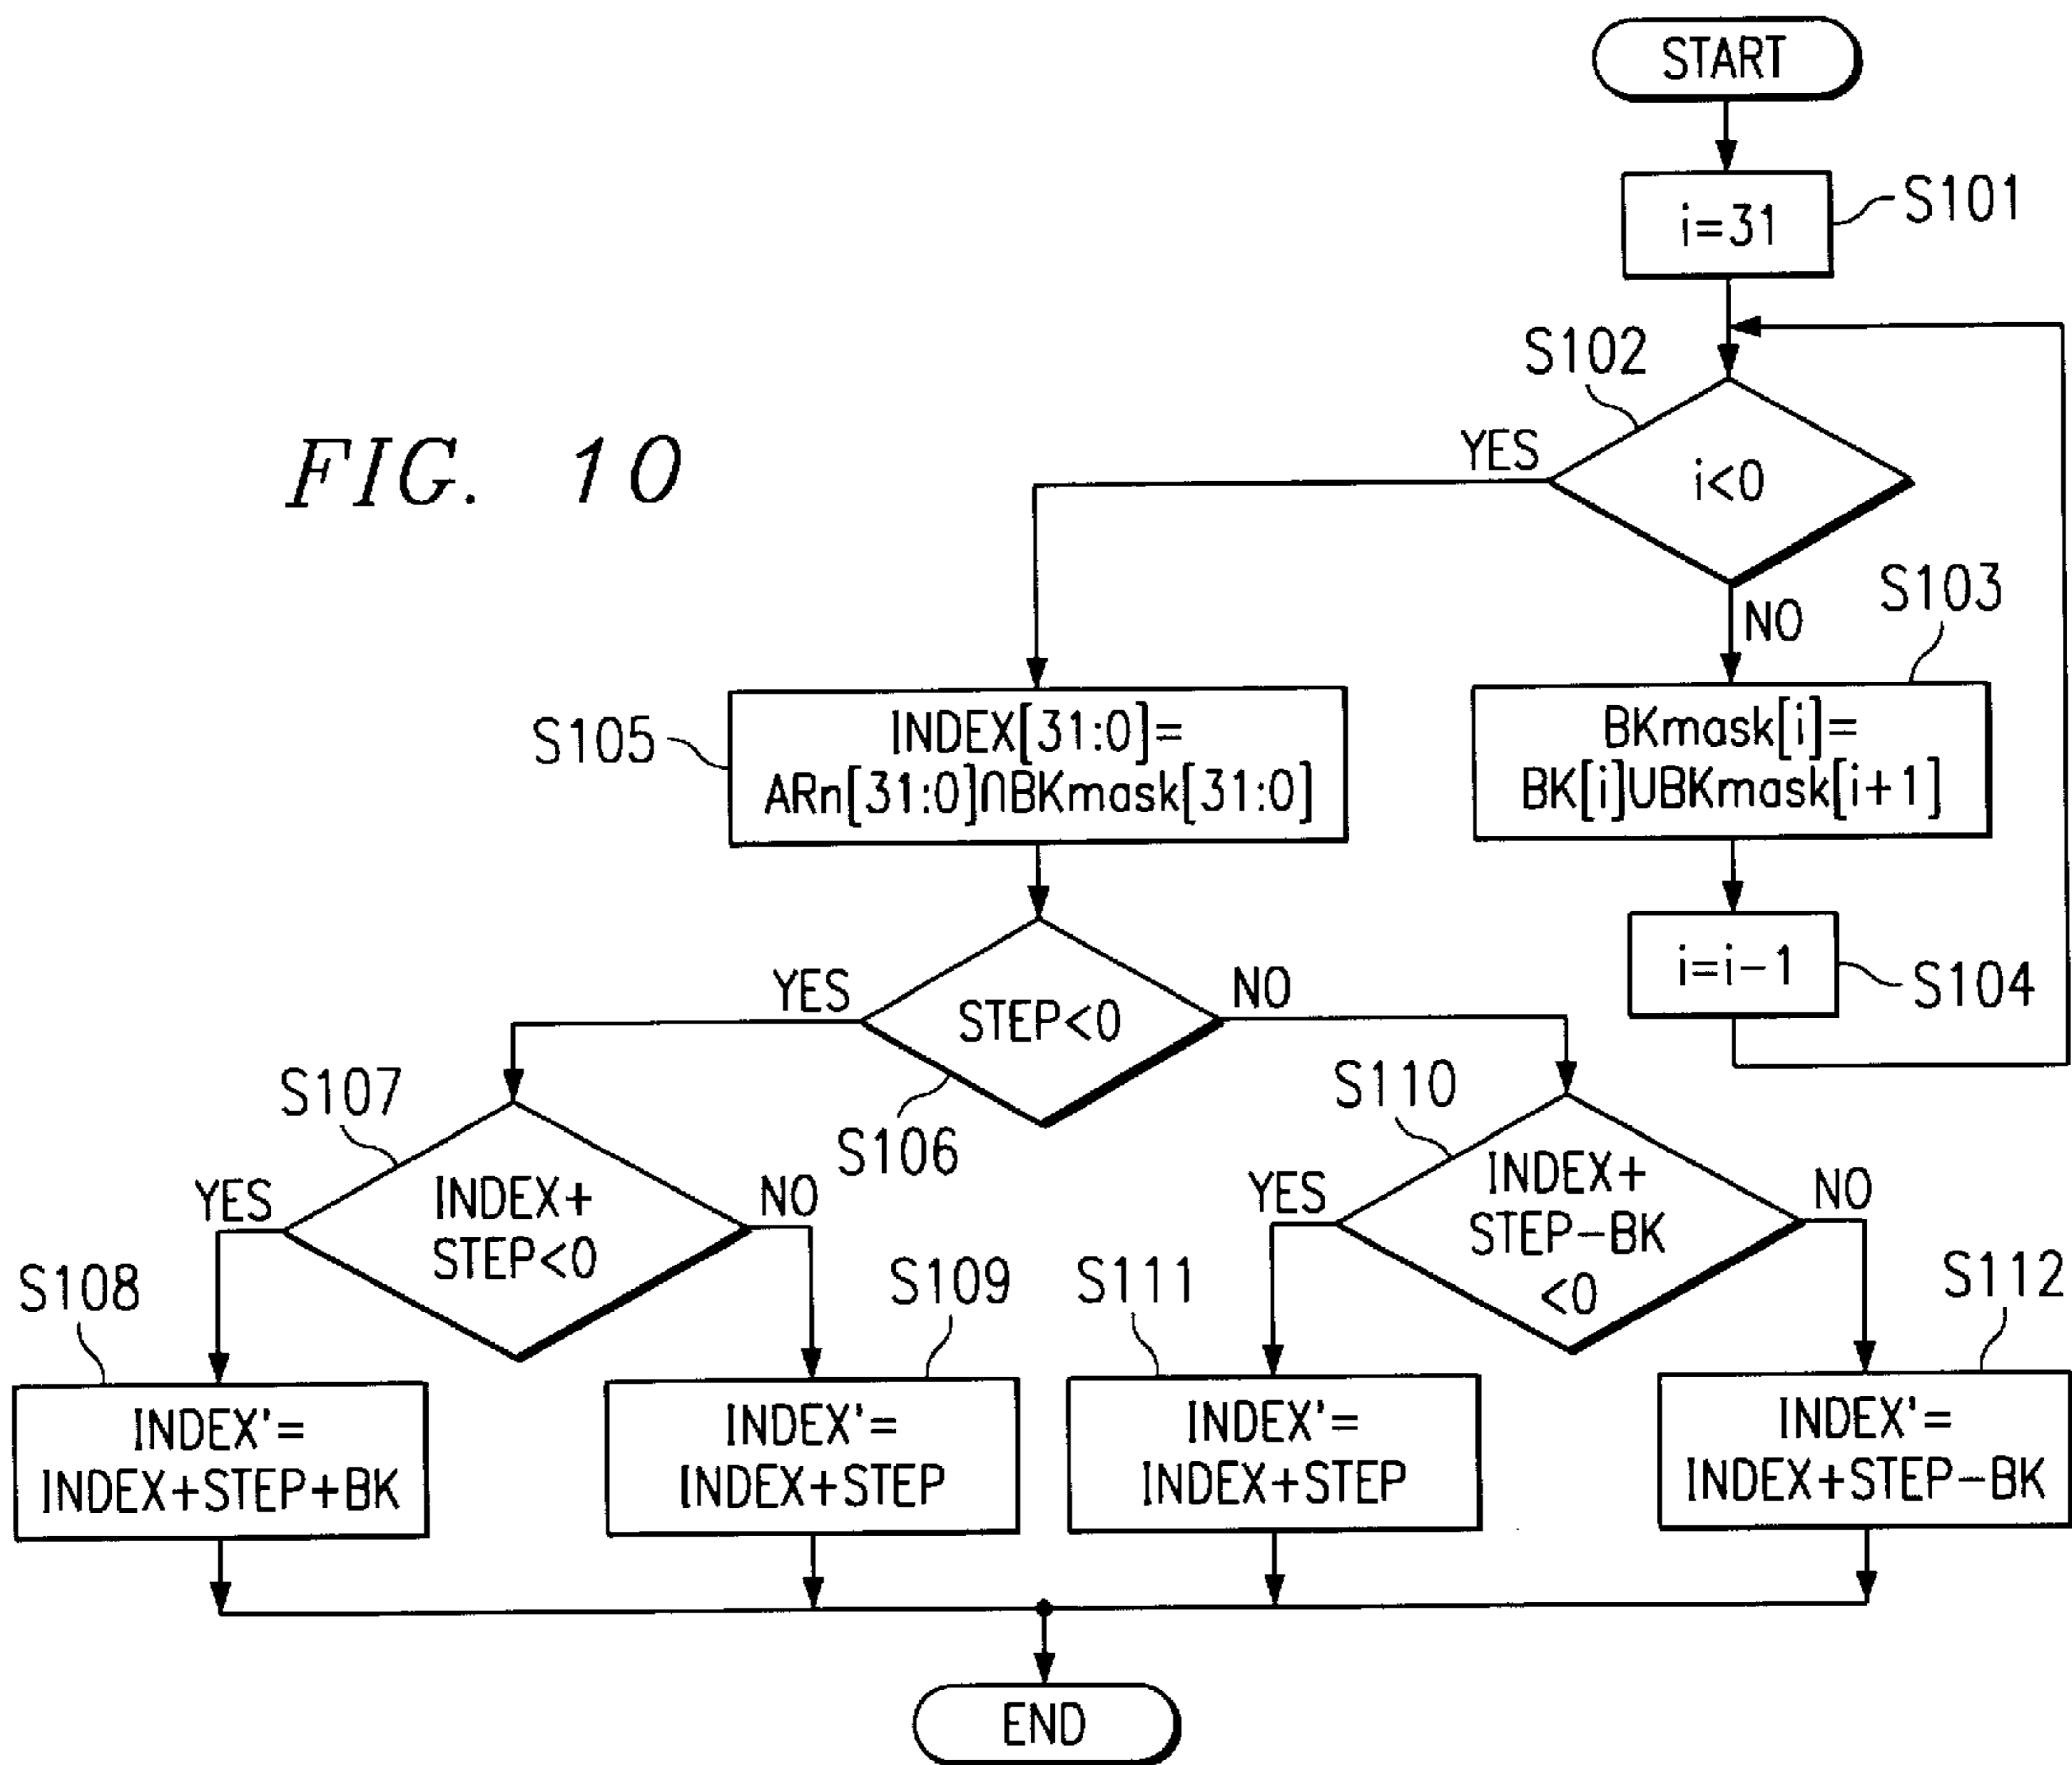 START
i=31
S101
S102
YES
i<0
FIG. 10
NO
S103
BKmask[i]=
BK[i]UBKmask[i+1]
S105
INDEX[31:0]=
ARn[31:0]∩BKmask[31:0]
i=i-1
S104
YES
STEP<0
NO
S106
S107
YES
INDEX+
STEP<0
NO
S110
YES
INDEX+
STEP-BK
<0
NO
S108
INDEX'=
INDEX+STEP+BK
S109
INDEX'=
INDEX+STEP
S111
INDEX'=
INDEX+STEP
S112
INDEX'=
INDEX+STEP-BK
END